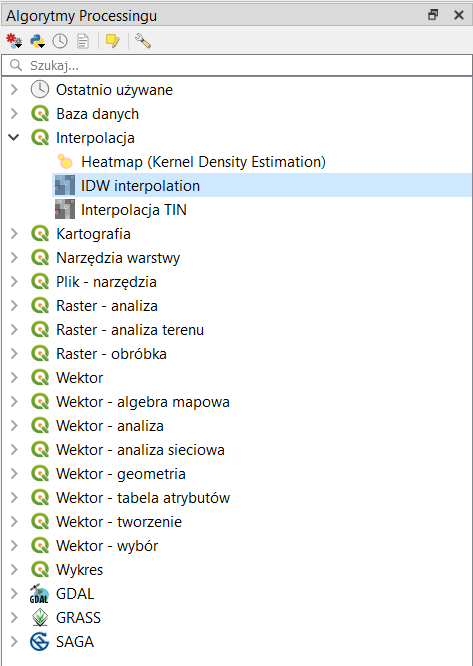 Algorytmy Processingu
Szukaj...
Ostatnio używane
Baza danych
Interpolacja
Heatmap (Kernel Density Estimation)
IDW interpolation
Interpolacja TIN
Kartografia
Narzędzia warstwy
Plik - narzędzia
Raster - analiza
Raster - analiza terenu
Raster - obróbka
Wektor
Wektor - algebra mapowa
Wektor - analiza
Wektor - analiza sieciowa
Wektor - geometria
Wektor - tabela atrybutów
Wektor - tworzenie
Wektor - wybór
Wykres
GDAL GDAL
GRASS
SAGA